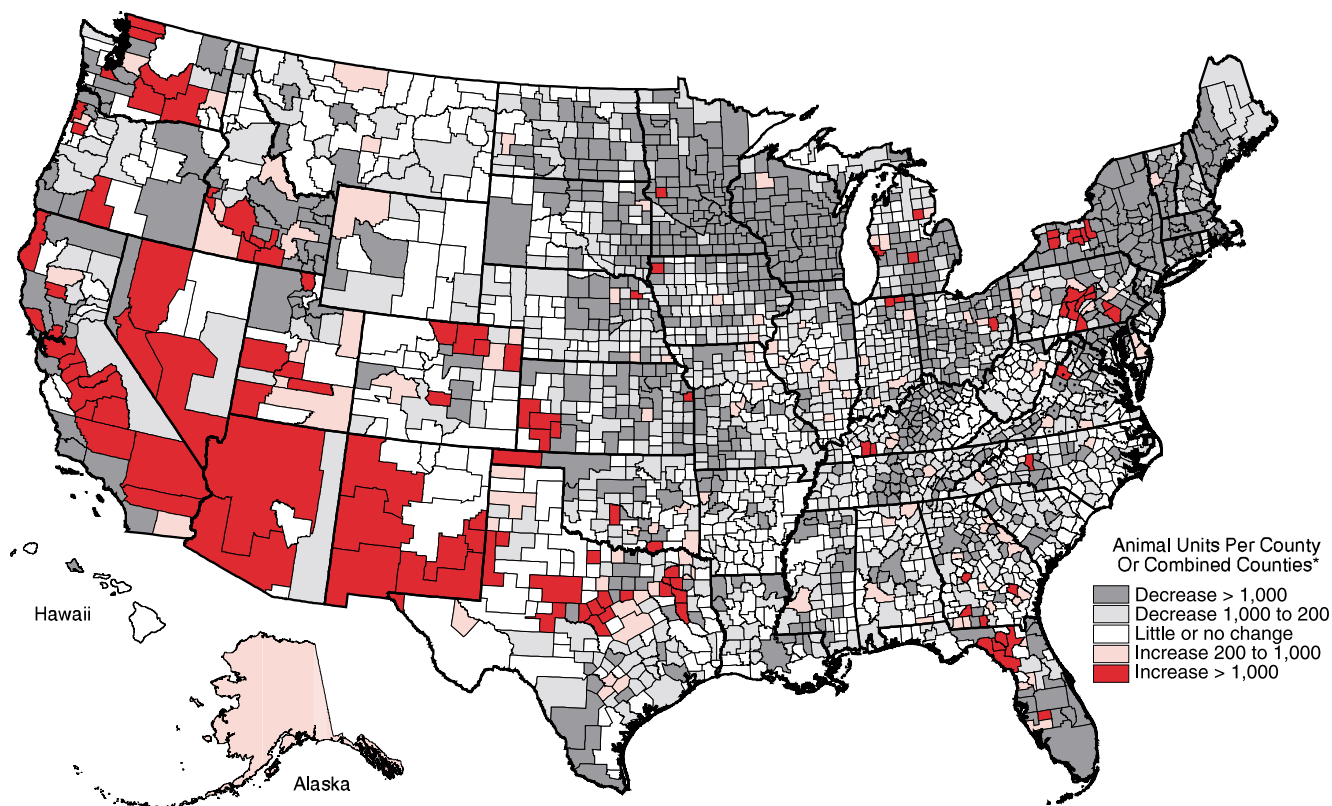 Animal Units Per County
Or Combined Counties*
Decrease > 1,000
Decrease 1,000 to 200
Little or no change
Increase 200 to 1,000
Increase > 1,000
Hawaii
Alaska